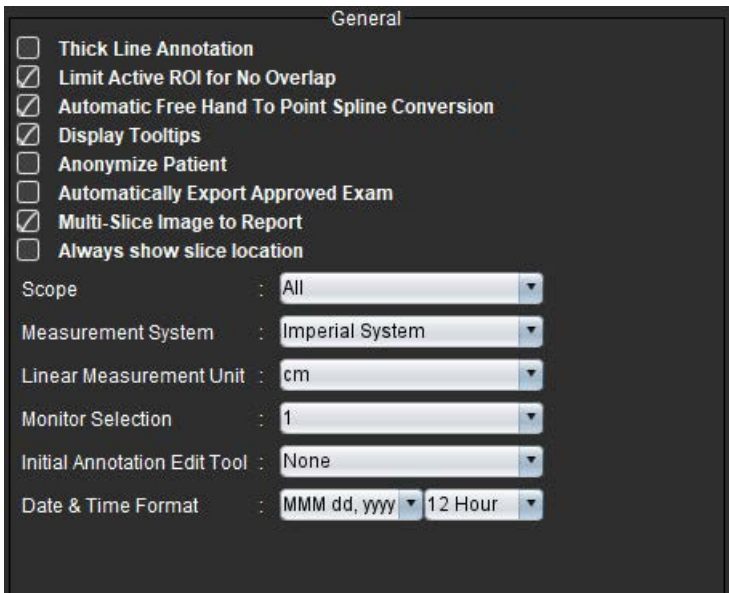 General
Thick Line Annotation
Limit Active ROI for No Overlap
Automatic Free Hand To Point Spline Conversion
Display Tooltips
Anonymize Patient
Automatically Export Approved Exam
Multi-Slice Image to Report
Always show slice location
Scope : All
Measurement System : Imperial System
Linear Measurement Unit : cm
Monitor Selection : 1
Initial Annotation Edit Tool : None
Date & Time Format : MMM dd, yyyy 12 Hour